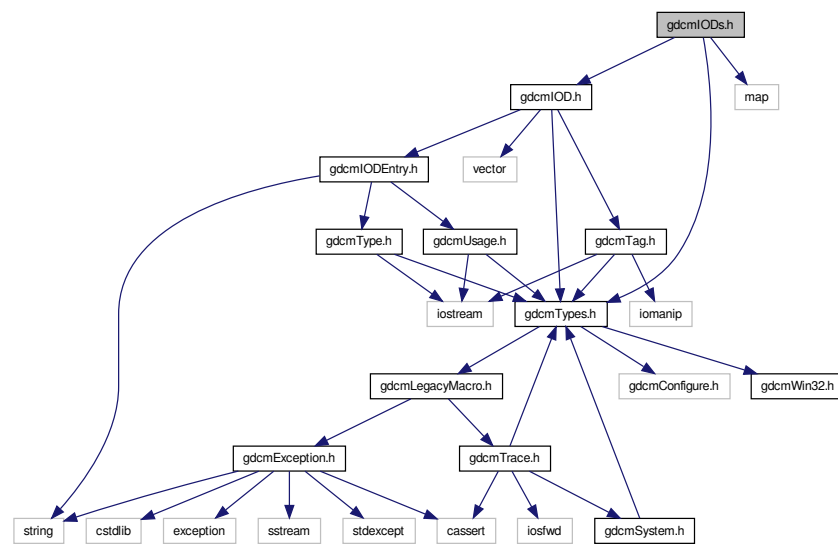 gdcmIODs.h
gdcmIOD.h
map
gdcmIODEntry.h
vector
gdcmType.h
gdcmUsage.h
gdcmTag.h
iostream
gdcmTypes.h
iomanip
gdcmLegacyMacro.h
gdcmConfigure.h
gdcmWin32.h
gdcmException.h
gdcmTrace.h
string
cstdlib
exception
sstream
stdexcept
cassert
iosfwd
gdcmSystem.h